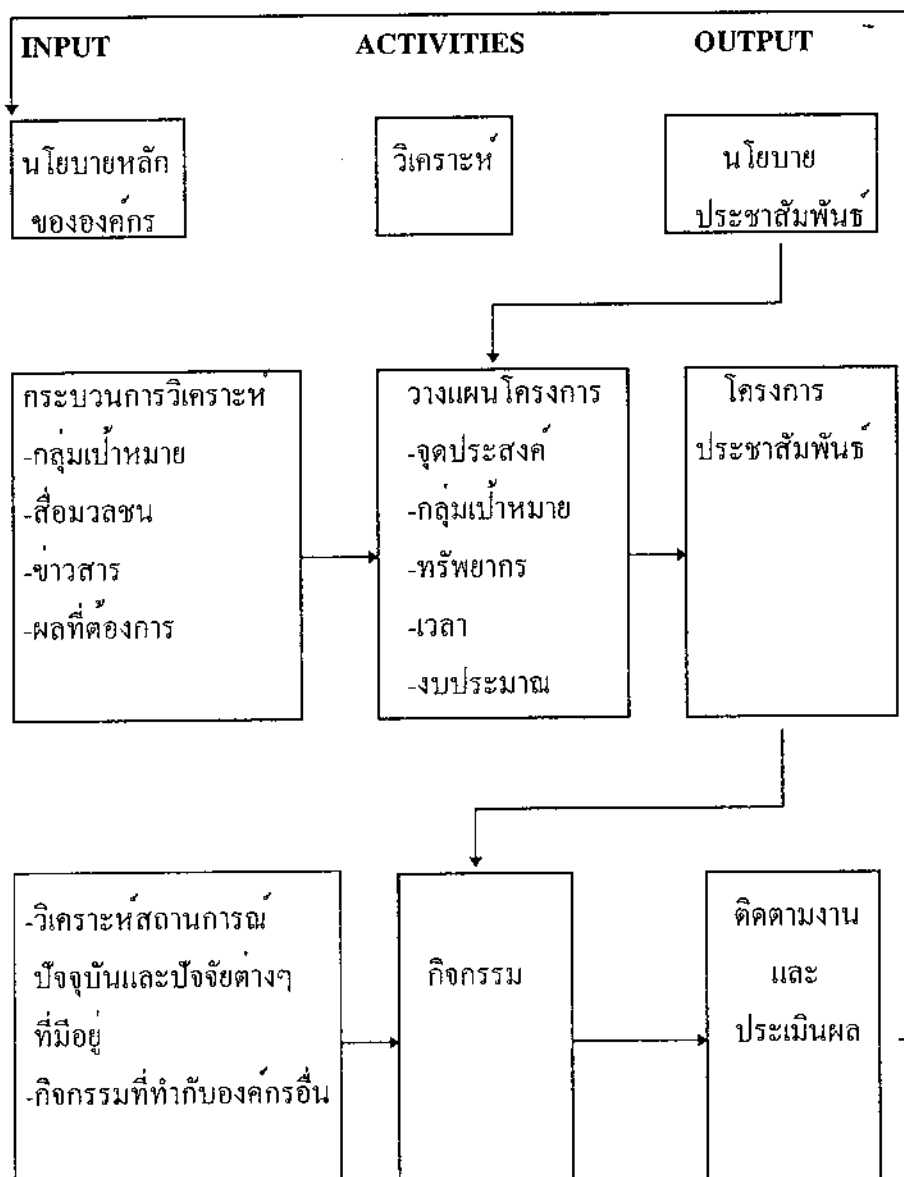 INPUT ACTIVITIES OUTPUT
นโยบายหลัก
ขององค์กร
วิเคราะห์
นโยบาย
ประชาสัมพันธ์
กระบวนการวิเคราะห์
-กลุ่มเป้าหมาย
-สื่อมวลชน
-ข่าวสาร
-ผลที่ต้องการ
วางแผนโครงการ
-จุดประสงค์
-กลุ่มเป้าหมาย
-ทรัพยากร
-เวลา
-งบประมาณ
โครงการ
ประชาสัมพันธ์
-วิเคราะห์สถานการณ์
ปัจจุบันและปัจจัยต่างๆ
ที่มีอยู่
-กิจกรรมที่ทำกับองค์กรอื่น
กิจกรรม
ติดตามงาน
และ
ประเมินผล